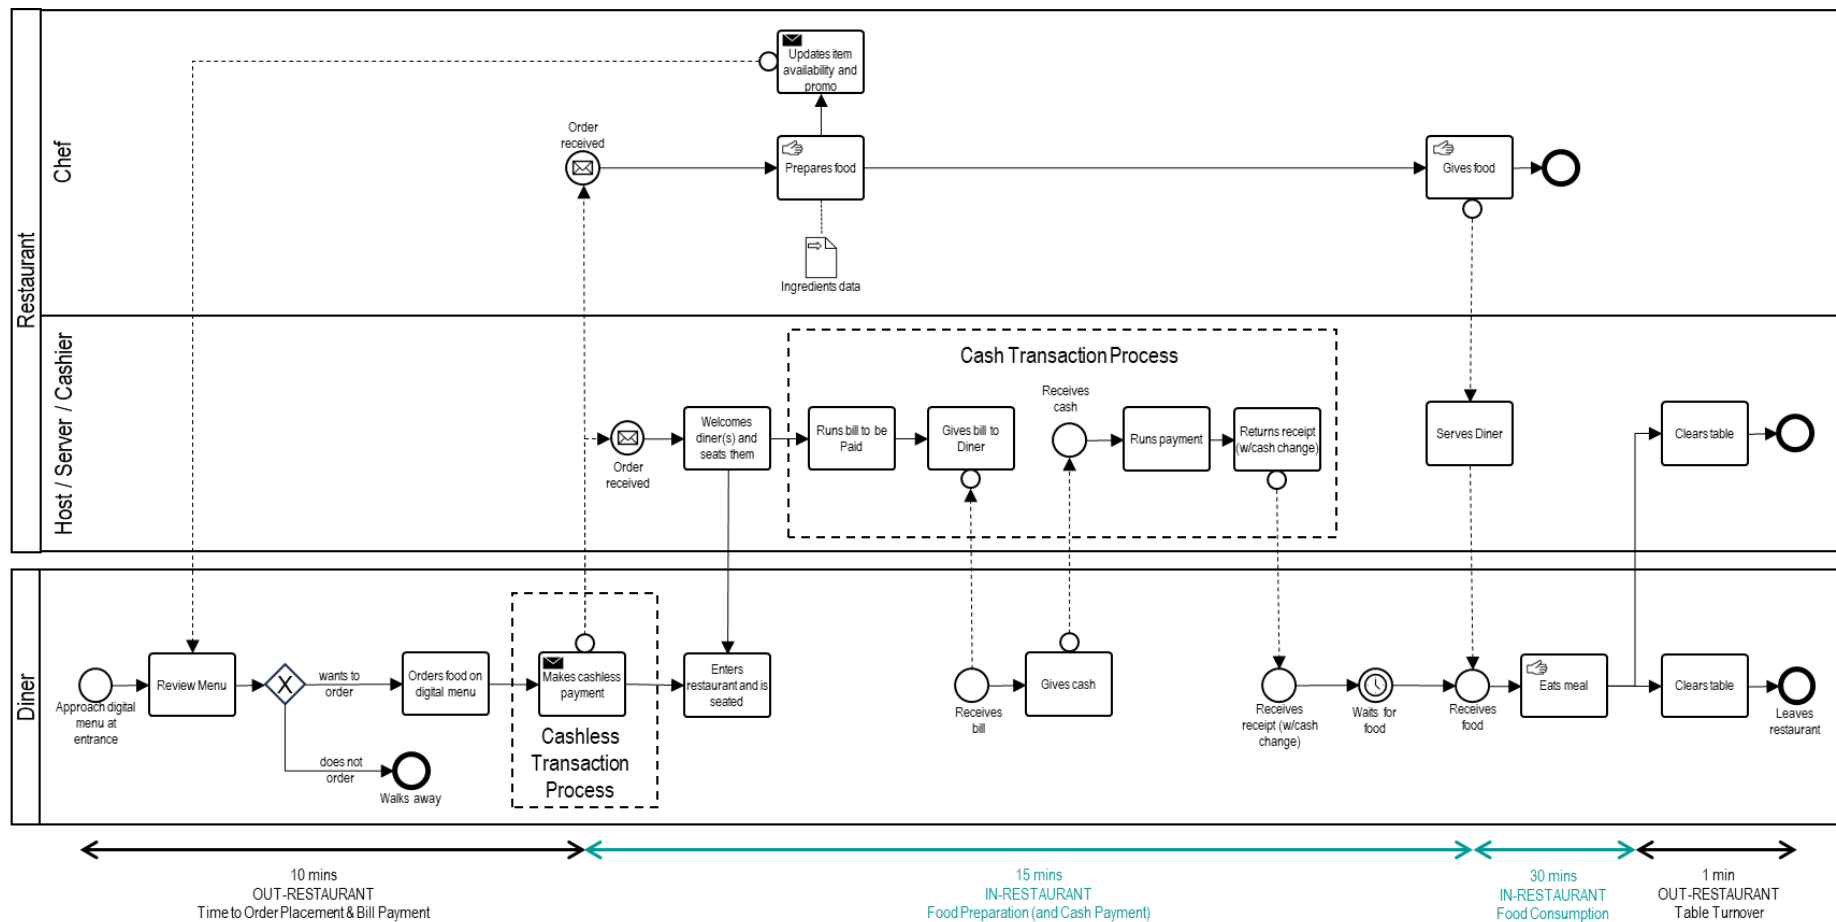 Restaurant
Chef
Updates item
availability and
promo
Order
received
Prepares food
Gives food
Ingredients data
Host / Server / Cashier
Cash Transaction Process
Receives
cash
Welcomes
diner(s) and
seats them
Runs bill to be
Paid
Gives bill to
Diner
Runs payment
Returns receipt
(w/cash change)
Serves Diner
Clears table
Order
received
Diner
Approach digital
menu at
entrance
Review Menu
X
wants to
order
does not
order
Walks away
Orders food on
digital menu
Makes cashless
payment
Cashless
Transaction
Process
Enters
restaurant and is
seated
Receives
bill
Gives cash
Receives
receipt (w/cash
change)
Waits for
food
Receives
food
Eats meal
Clears table
Leaves
restaurant
10 mins
OUT-RESTAURANT
Time to Order Placement & Bill Payment
15 mins
IN-RESTAURANT
Food Preparation (and Cash Payment)
30 mins
IN-RESTAURANT
Food Consumption
1 min
OUT-RESTAURANT
Table Turnover